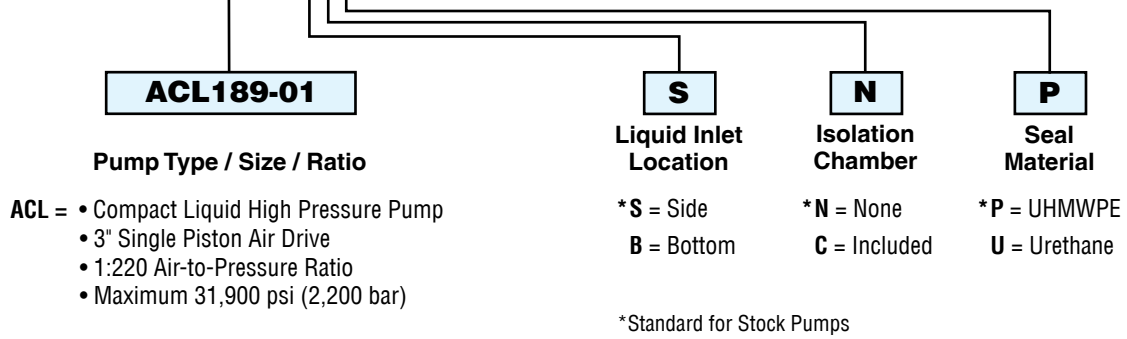 ACL189-01 S N P
Pump Type / Size / Ratio
Liquid Inlet
Location
Isolation
Chamber
Seal
Material
ACL = • Compact Liquid High Pressure Pump
• 3" Single Piston Air Drive
• 1:220 Air-to-Pressure Ratio
• Maximum 31,900 psi (2,200 bar)
*S = Side
B = Bottom
*N = None
C = Included
*P = UHMWPE
U = Urethane
*Standard for Stock Pumps